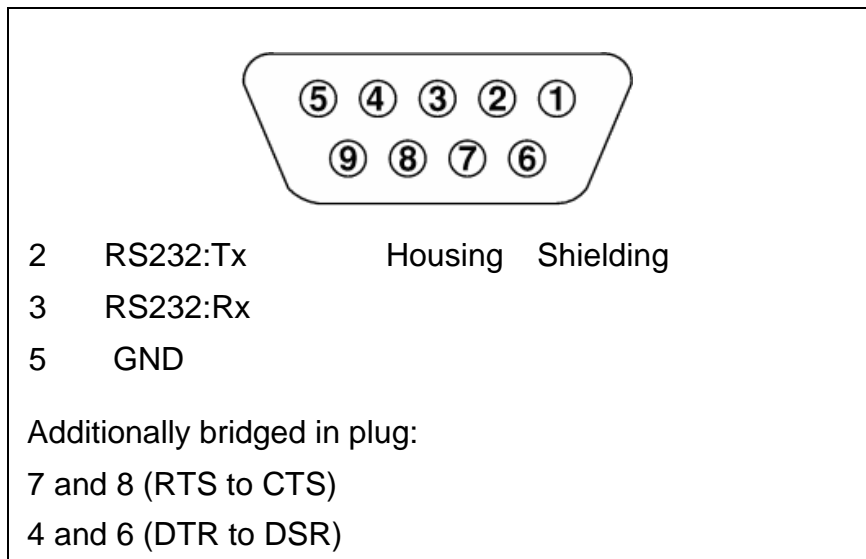 5 4 3 2 1
9 8 7 6
2 RS232:Tx Housing Shielding
3 RS232:Rx
5 GND
Additionally bridged in plug:
7 and 8 (RTS to CTS)
4 and 6 (DTR to DSR)